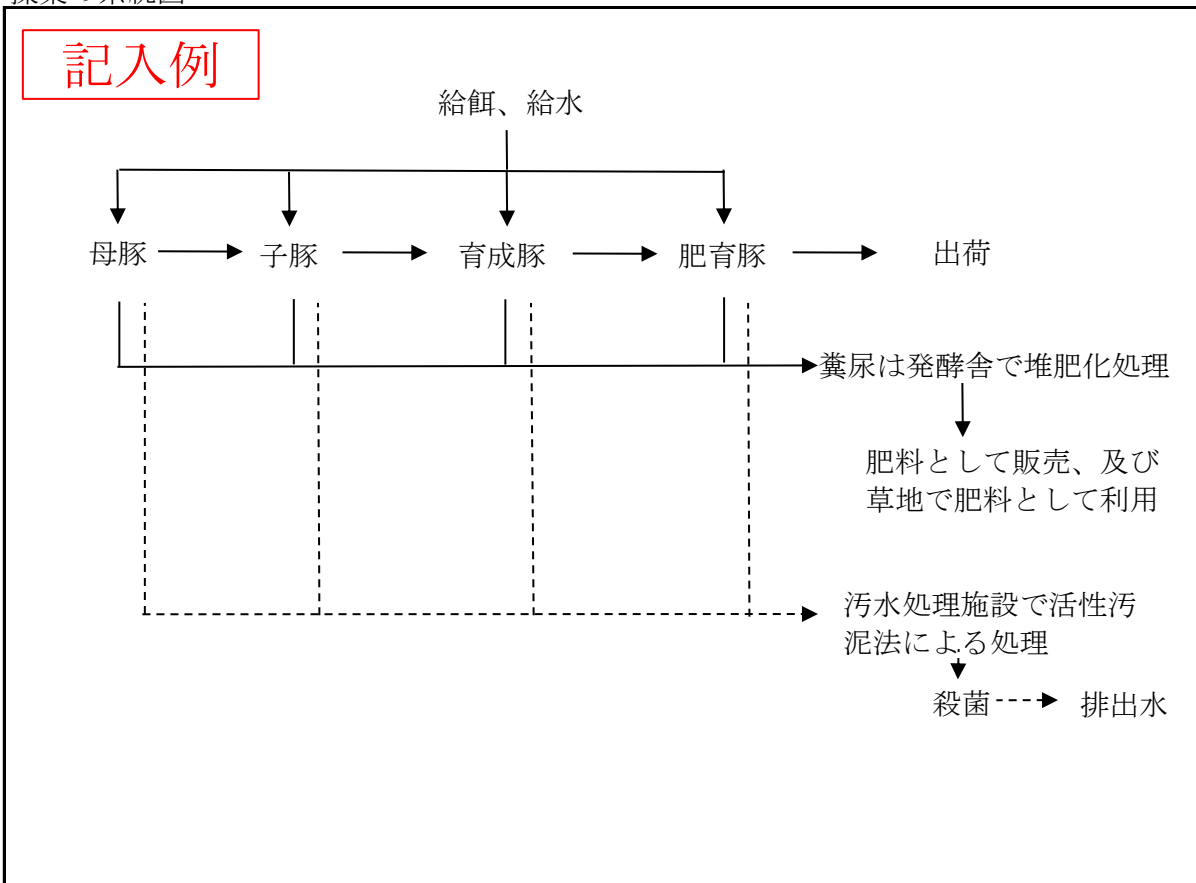 記入例
給餌、給水
母豚
子豚
育成豚
肥育豚
出荷
糞尿は発酵舎で堆肥化処理
肥料として販売、及び
草地で肥料として利用
汚水処理施設で活性汚
泥法による処理
殺菌
排出水